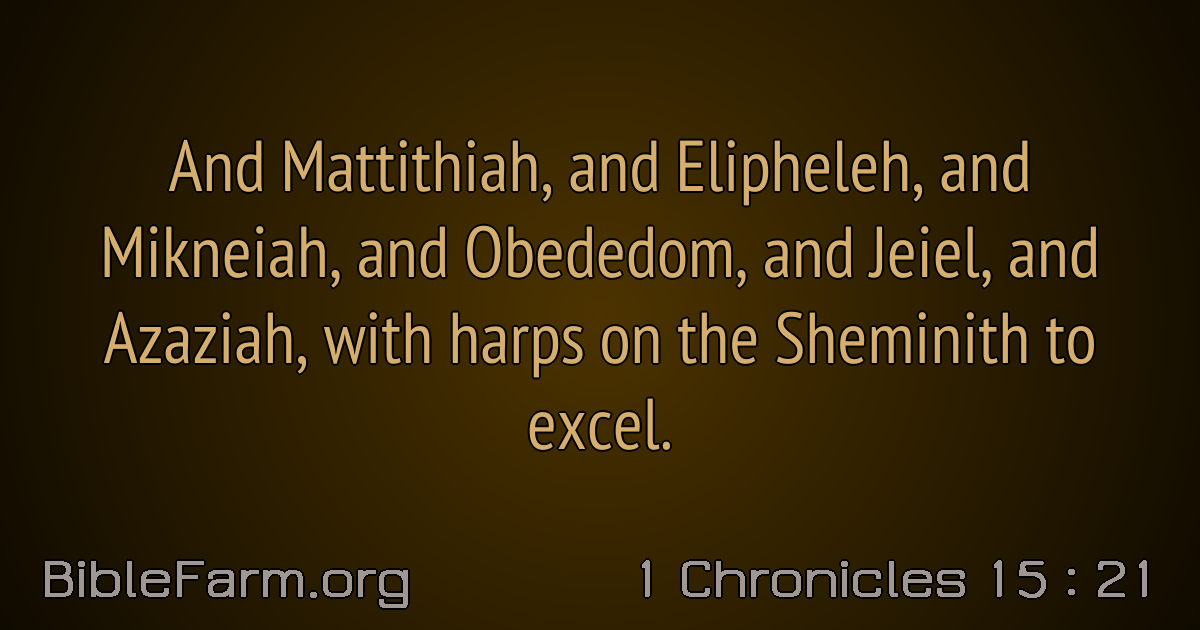 And Mattithiah, and Elipheleh, and
Mikneiah, and Obededom, and Jeiel, and
Azaziah, with harps on the Sheminith to
excel.
BibleFarm.org
1 Chronicles 15 : 21